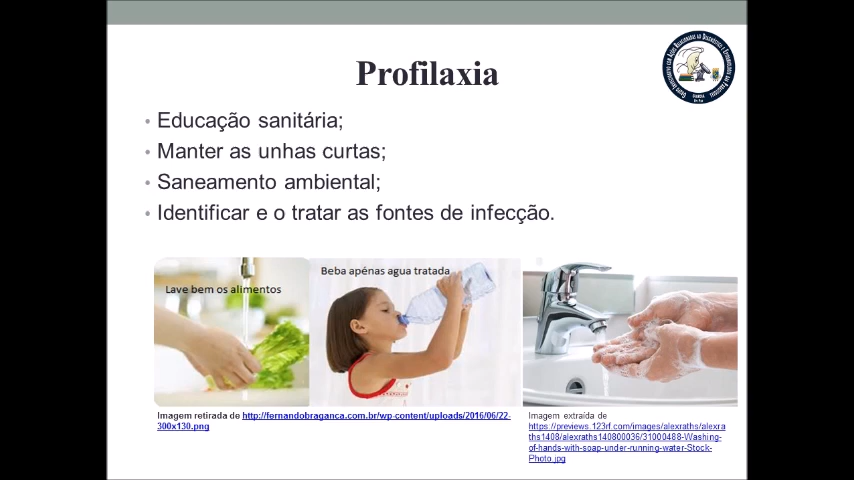 Profilaxia
Educação sanitária;
Manter as unhas curtas;
Saneamento ambiental;
Identificar e o tratar as fontes de infecção.
Lave bem os alimentos
Beba apénas agua tratada
Imagem retirada de http://fernandobraganca.com.br/wp-content/uploads/2016/06/22-
300x130.png
Imagem extraída de
https://previews.123rf.com/images/alexraths/alexra
ths1408/alexraths140800036/31000488-Washing-
of-hands-with-soap-under-running-water-Stock-
Photo.jpg